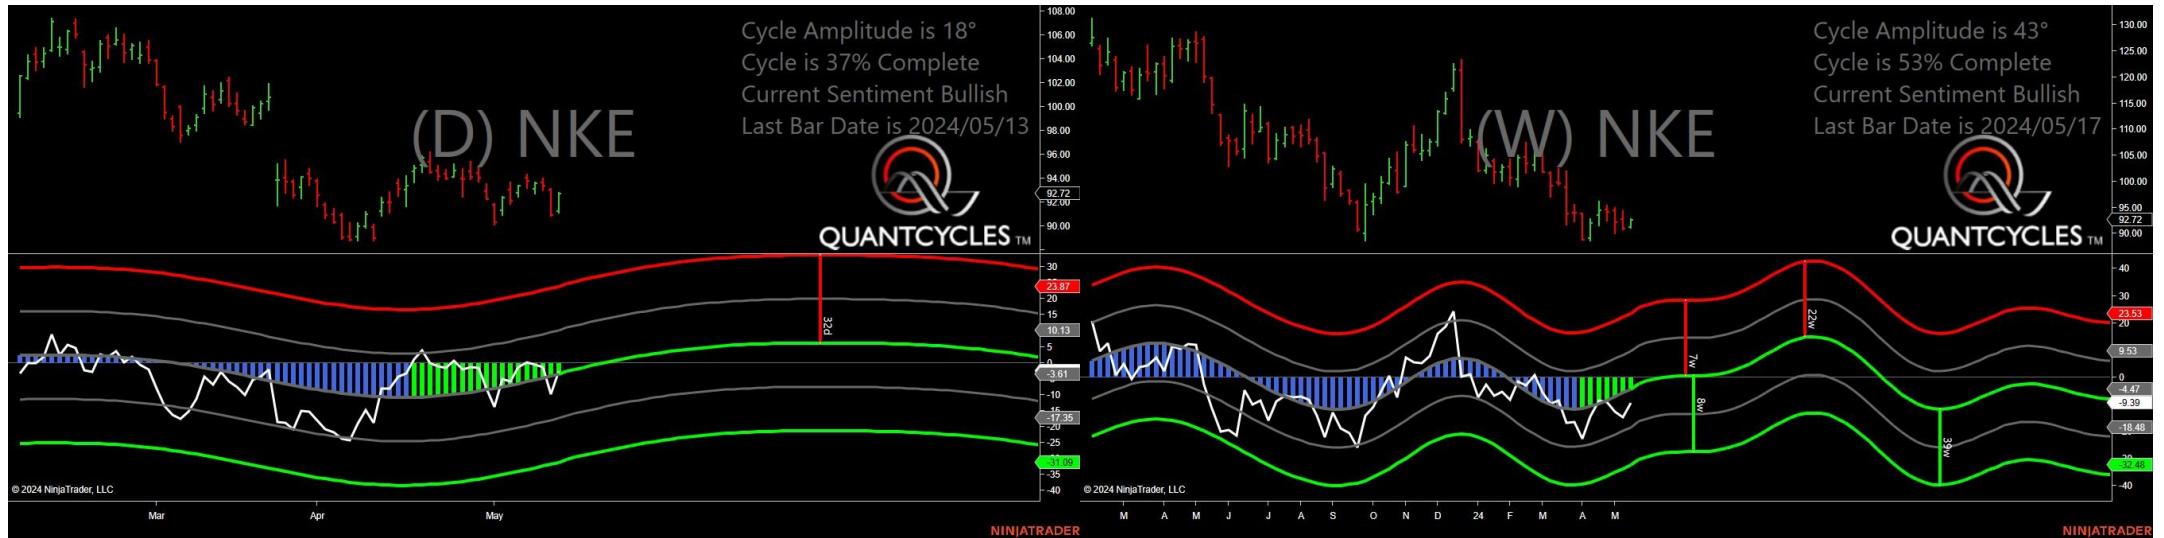 Cycle Amplitude is 18°
Cycle is 37% Complete
Current Sentiment Bullish
Last Bar Date is 2024/05/13
(D) NKE
QUANTCYCLES TM
108.00
106.00
104.00
102.00
100.00
98.00
96.00
94.00
92.72
92.00
90.00
30
23.87
20
15
10.13
5
0
-3.61
-10
-15
-17.35
-20
-25
-31.09
-35
-40
32d
© 2024 NinjaTrader, LLC
Mar Apr May
NINJATRADER
Cycle Amplitude is 43°
Cycle is 53% Complete
Current Sentiment Bullish
Last Bar Date is 2024/05/17
(W) NKE
QUANTCYCLES TM
130.00
125.00
120.00
115.00
110.00
105.00
100.00
95.00
92.72
90.00
40
30
23.53
20
9.53
0
-4.47
-9.39
-18.48
-32.48
-40
7w
8w
22w
39w
© 2024 NinjaTrader, LLC
M A M J J A S O N D 24 F M A M
NINJATRADER